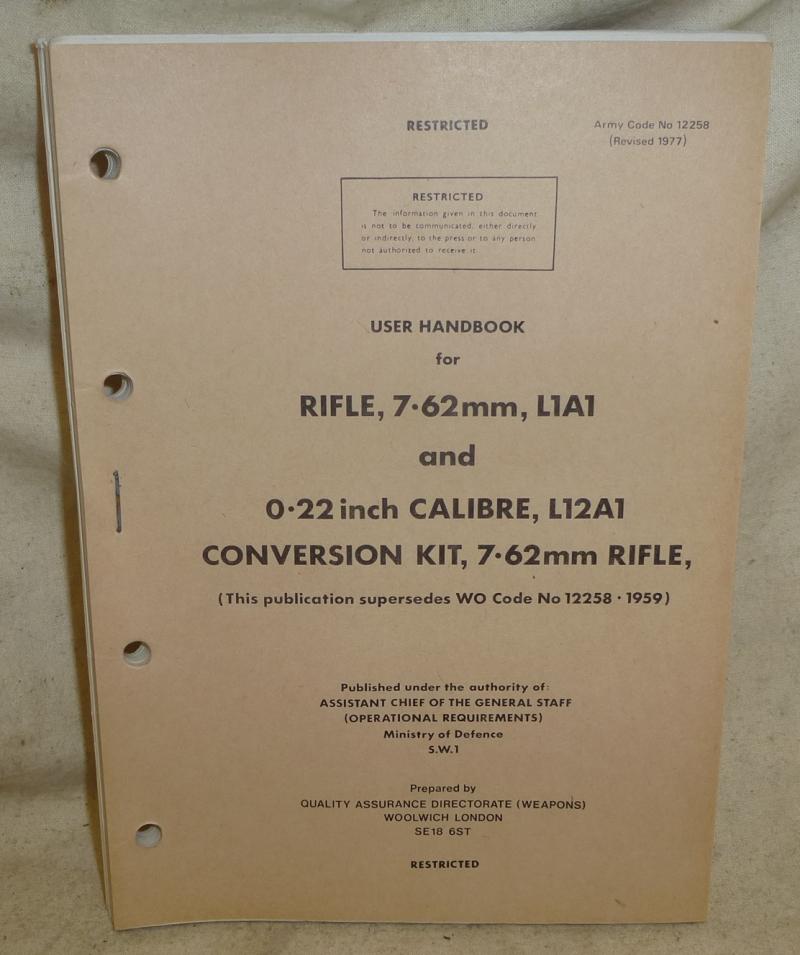 RESTRICTED
Army Code No 12258
(Revised 1977)
RESTRICTED
The information given in this document
is not to be communicated, either directly
or indirectly, to the press or to any person
not authorized to receive it.
USER HANDBOOK
for
RIFLE, 7·62mm, L1A1
and
0·22 inch CALIBRE, L12A1
CONVERSION KIT, 7·62mm RIFLE,
(This publication supersedes WO Code No 12258 · 1959)
Published under the authority of:
ASSISTANT CHIEF OF THE GENERAL STAFF
(OPERATIONAL REQUIREMENTS)
Ministry of Defence
S.W.1
Prepared by
QUALITY ASSURANCE DIRECTORATE (WEAPONS)
WOOLWICH LONDON
SE18 6ST
RESTRICTED